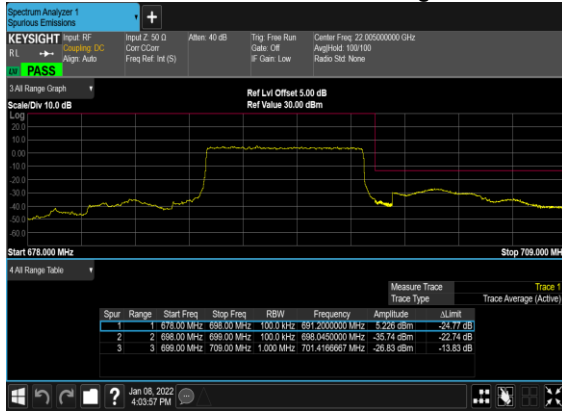 Spectrum Analyzer 1
Spurious Emissions
+
KEYSIGHT
RL
Input: RF
Coupling: DC
Align: Auto
Input Z: 50 Ω
Corr CCorr
Freq Ref: Int (S)
Atten: 40 dB
Trig: Free Run
Gate: Off
IF Gain: Low
Center Freq: 22.005000000 GHz
Avg|Hold: 100/100
Radio Std: None
PASS
3 All Range Graph
Scale/Div 10.0 dB
Ref Lvl Offset 5.00 dB
Ref Value 30.00 dBm
Log
20.0
10.0
0.00
-10.0
-20.0
-30.0
-40.0
-50.0
-60.0
Start 678.000 MHz
Stop 709.000 MHz
4 All Range Table
Measure Trace Trace 1
Trace Type Trace Average (Active)
Spur Range Start Freq Stop Freq RBW Frequency Amplitude ΔLimit
1 1 678.00 MHz 698.00 MHz 100.0 kHz 691.2000000 MHz 5.226 dBm -24.77 dB
2 2 698.00 MHz 699.00 MHz 100.0 kHz 698.0450000 MHz -35.74 dBm -22.74 dB
3 3 699.00 MHz 709.00 MHz 1.000 MHz 701.4166667 MHz -26.83 dBm -13.83 dB
?
Jan 08, 2022
4:03:57 PM